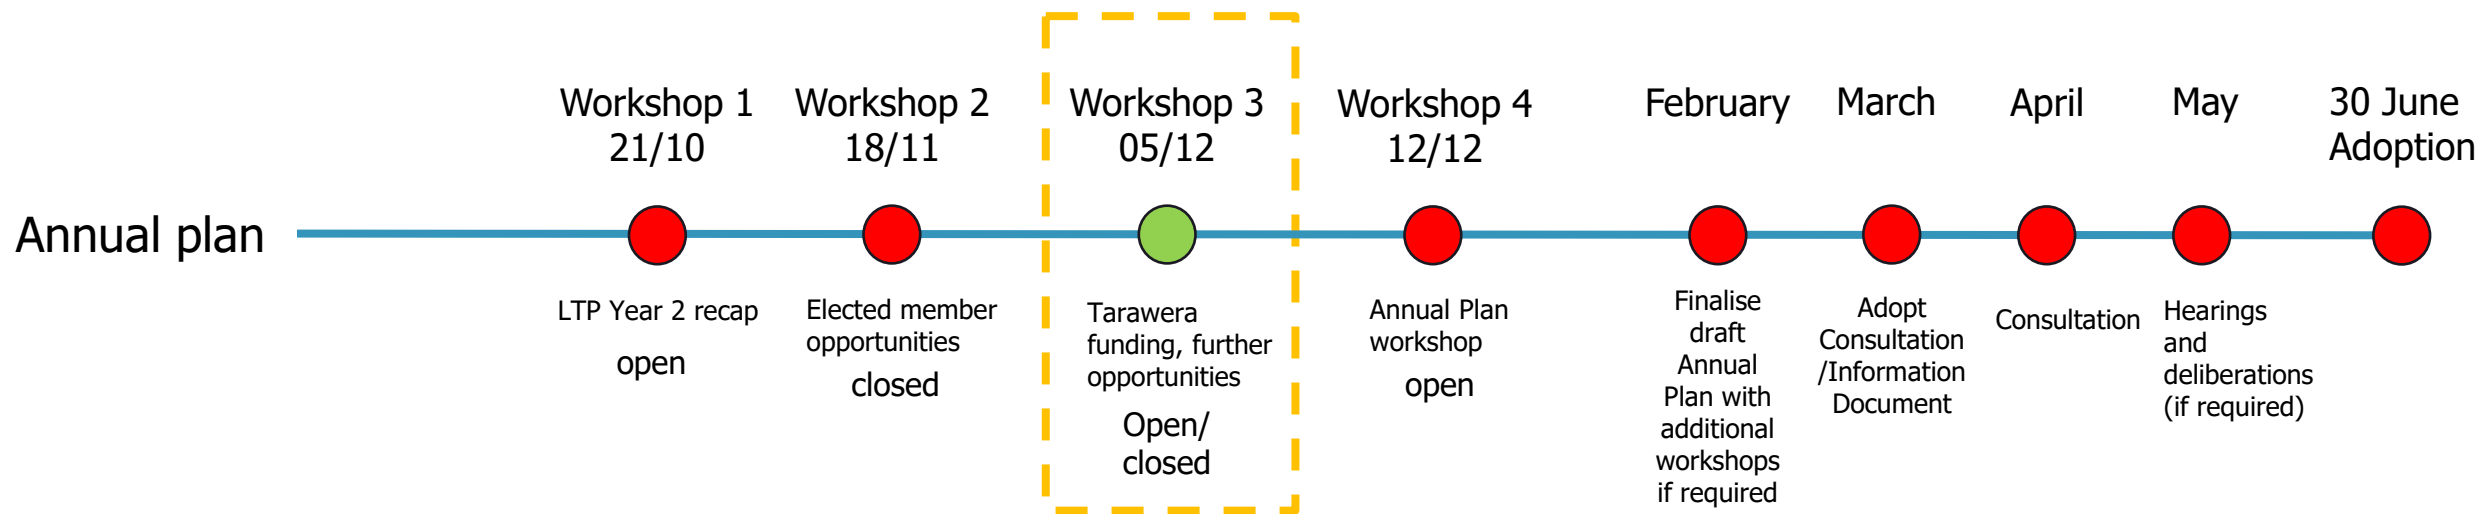 Annual plan
Workshop 1
21/10
LTP Year 2 recap
open
Workshop 2
18/11
Elected member
opportunities
closed
Workshop 3
05/12
Tarawera
funding, further
opportunities
Open/
closed
Workshop 4
12/12
Annual Plan
workshop
open
February
Finalise
draft
Annual
Plan with
additional
workshops
if required
March
Adopt
Consultation
/Information
Document
April
Consultation
May
Hearings
and
deliberations
(if required)
30 June
Adoption